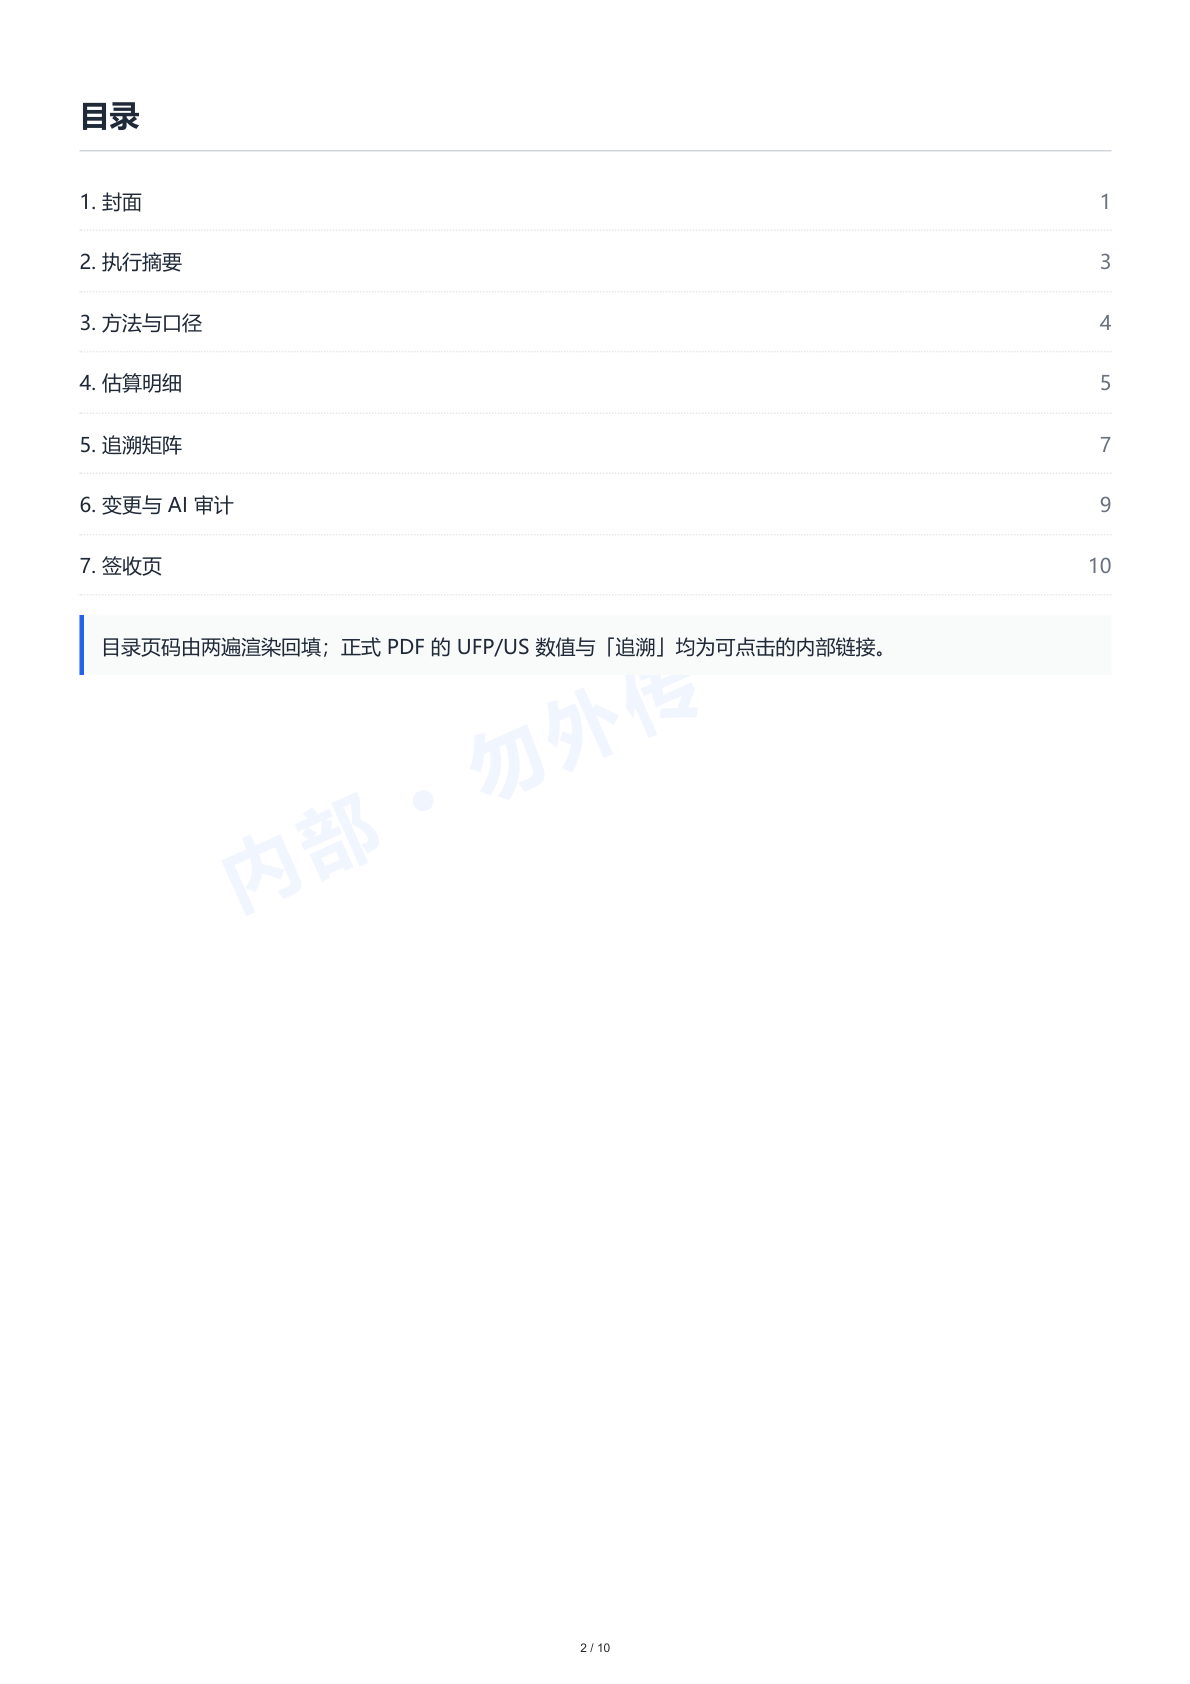 目录
1. 封面 1
2. 执行摘要 3
3. 方法与口径 4
4. 估算明细 5
5. 追溯矩阵 7
6. 变更与 AI 审计 9
7. 签收页 10
目录页码由两遍渲染回填；正式 PDF 的 UFP/US 数值与「追溯」均为可点击的内部链接。
内部 · 勿外传
2 / 10